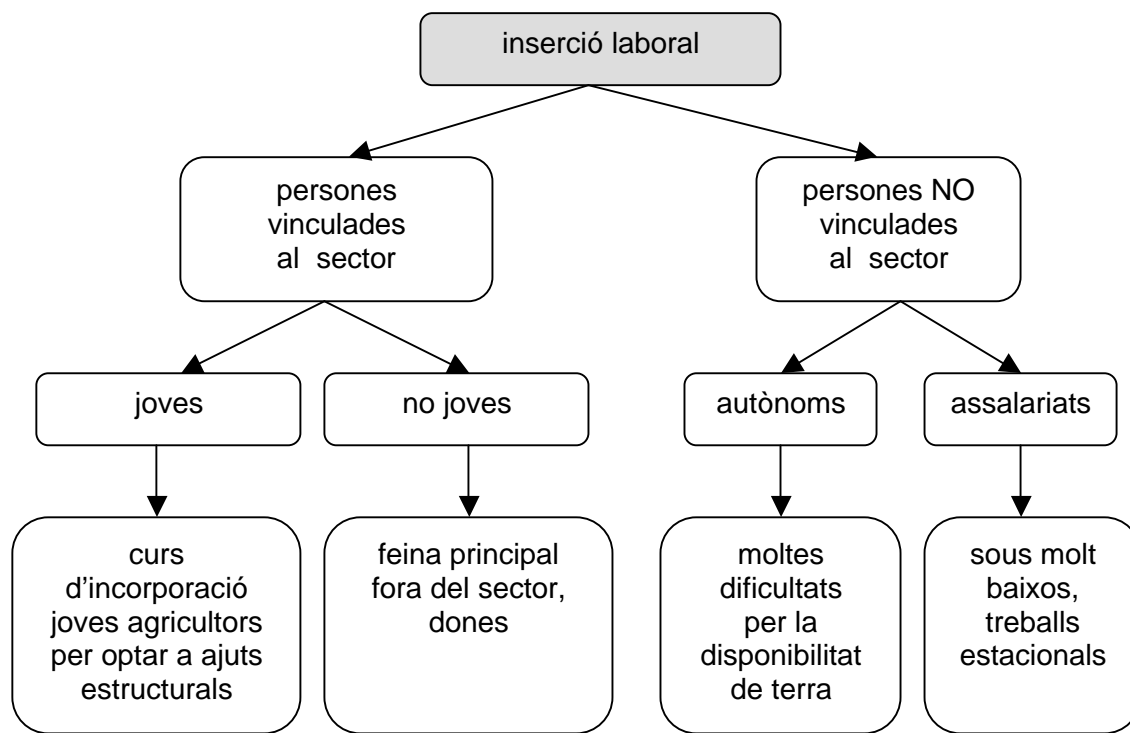 inserció laboral
persones
vinculades
al sector
persones NO
vinculades
al sector
joves
no joves
autònoms
assalariats
curs
d’incorporació
joves agricultors
per optar a ajuts
estructurals
feina principal
fora del sector,
dones
moltes
dificultats
per la
disponibilitat
de terra
sous molt
baixos,
treballs
estacionals